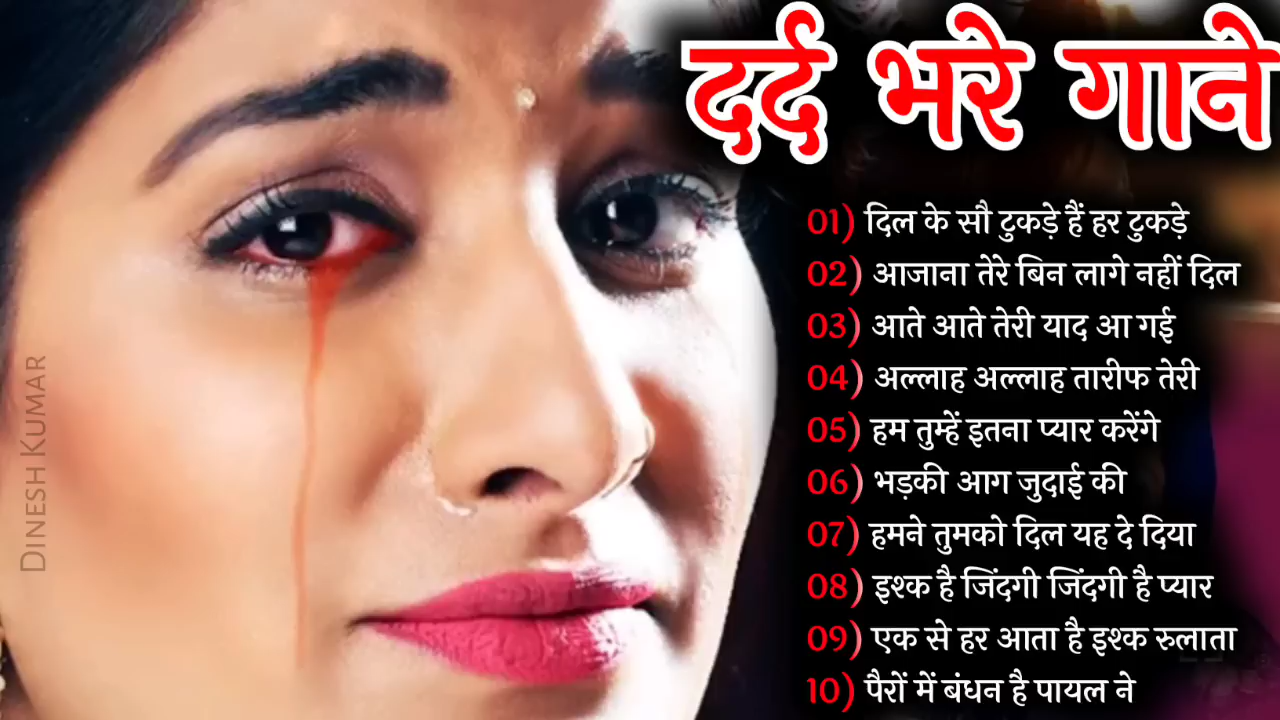 दर्द भरे गाने
01) दिल के सौ टुकड़े हैं हर टुकड़े
02) आजाना तेरे बिन लागे नहीं दिल
03) आते आते तेरी याद आ गई
04) अल्लाह अल्लाह तारीफ तेरी
05) हम तुम्हें इतना प्यार करेंगे
06) भड़की आग जुदाई की
07) हमने तुमको दिल यह दे दिया
08) इश्क है जिंदगी जिंदगी है प्यार
09) एक से हर आता है इश्क रुलाता
10) पैरों में बंधन है पायल ने
DINESH KUMAR